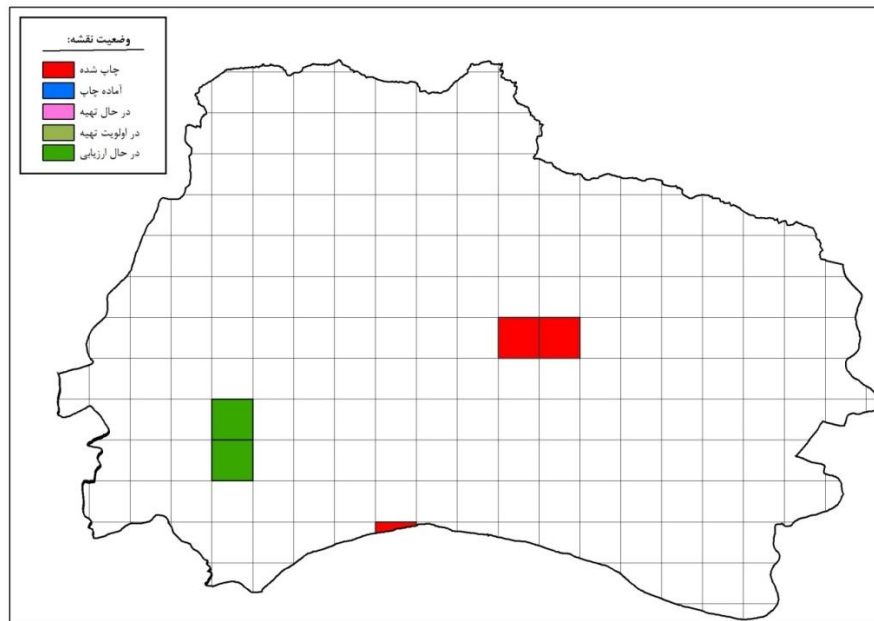 وضعیت نقشه:
چاپ شده
آماده چاپ
در حال تهیه
در اولویت تهیه
در حال ارزیابی